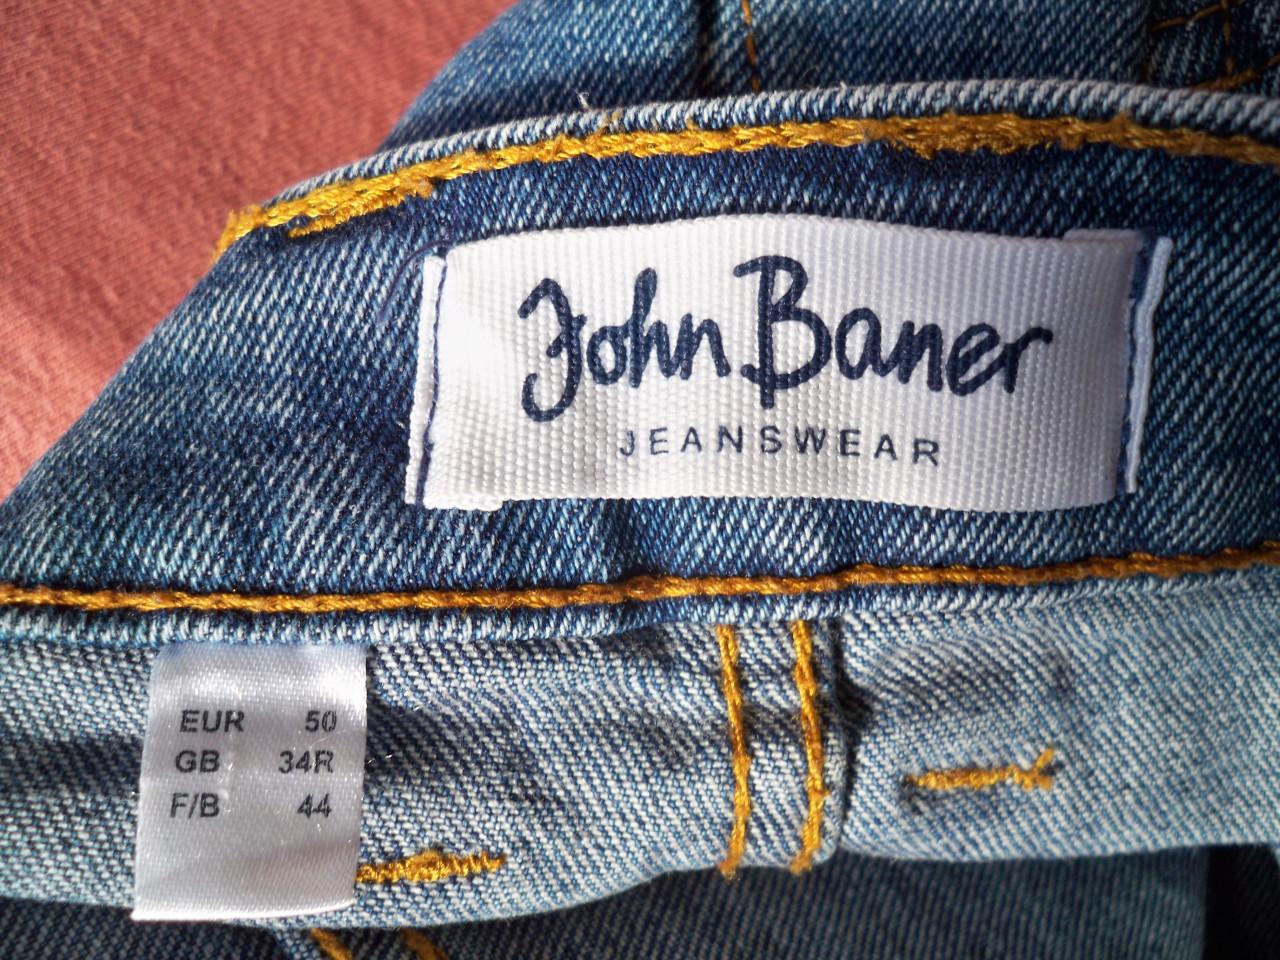 John Baner
JEANSWEAR
EUR 50
GB 34R
F/B 44